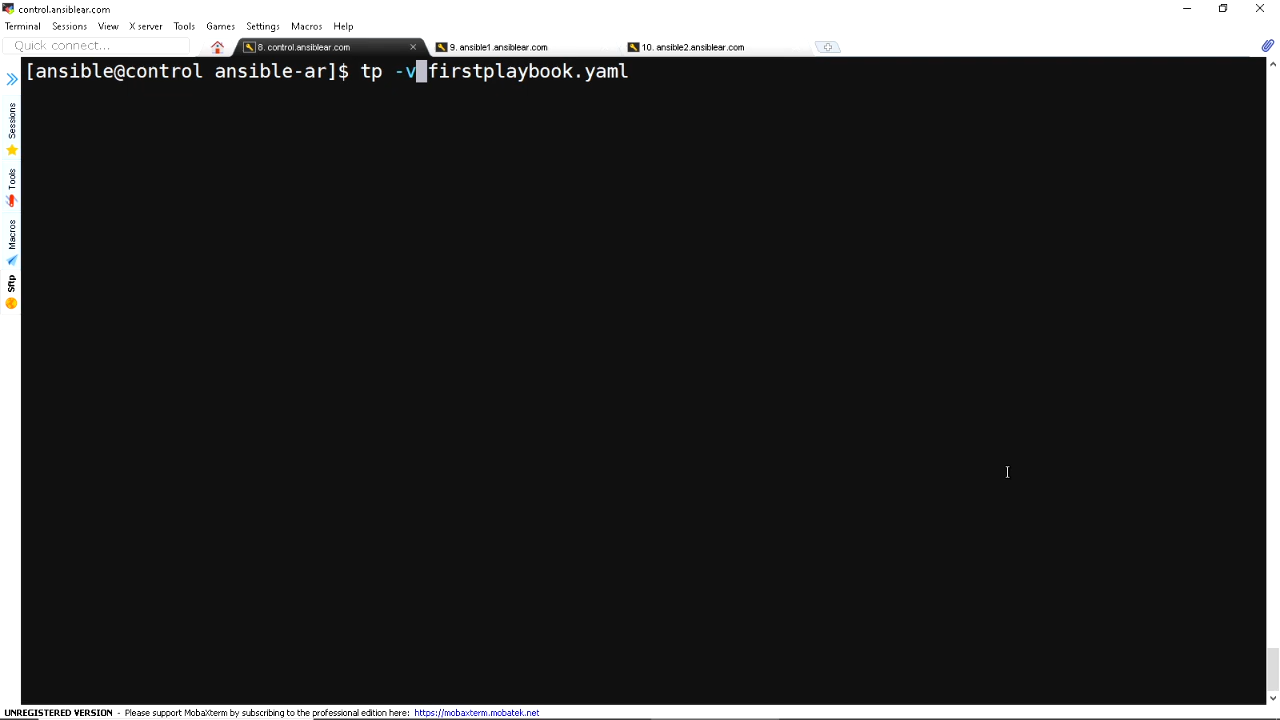 control.ansiblear.com
Terminal Sessions View X server Tools Games Settings Macros Help
Quick connect...
8. control.ansiblear.com
9. ansible1.ansiblear.com
10. ansible2.ansiblear.com
[ansible@control ansible-ar]$ tp -v firstplaybook.yaml
Sessions
Tools
Macros
Sftp
UNREGISTERED VERSION - Please support MobaXterm by subscribing to the professional edition here: https://mobaxterm.mobatek.net